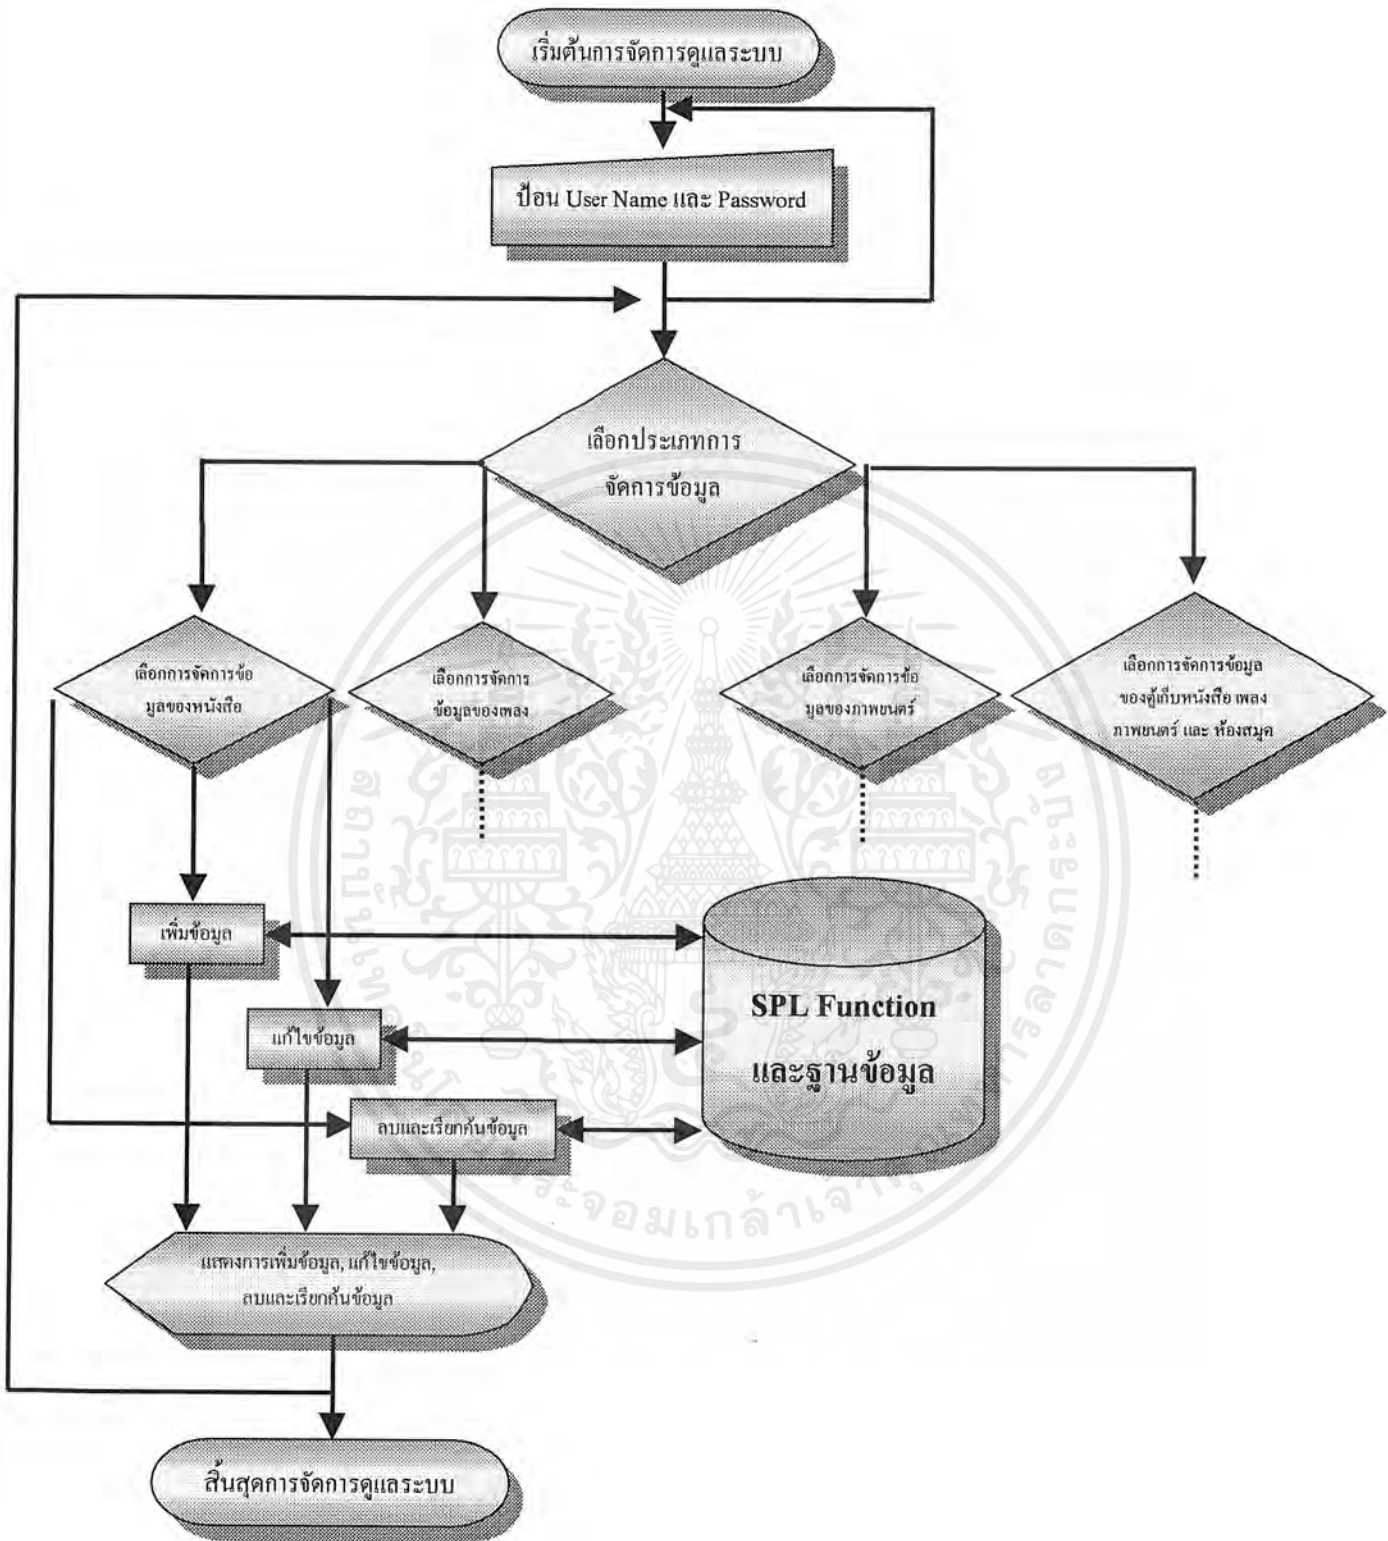 เริ่มต้นการจัดการดูแลระบบ
ป้อน User Name และ Password
เลือกประเภทการ
จัดการข้อมูล
เลือกการจัดการข้อ
มูลของหนังสือ
เลือกการจัดการ
ข้อมูลของเพลง
เลือกการจัดการข้อ
มูลของภาพยนตร์
เลือกการจัดการข้อมูล
ของตู้เก็บหนังสือ เพลง
ภาพยนตร์ และ ห้องสมุด
เพิ่มข้อมูล
แก้ไขข้อมูล
ลบและเรียกค้นข้อมูล
SPL Function
และฐานข้อมูล
แสดงการเพิ่มข้อมูล, แก้ไขข้อมูล,
ลบและเรียกค้นข้อมูล
สิ้นสุดการจัดการดูแลระบบ